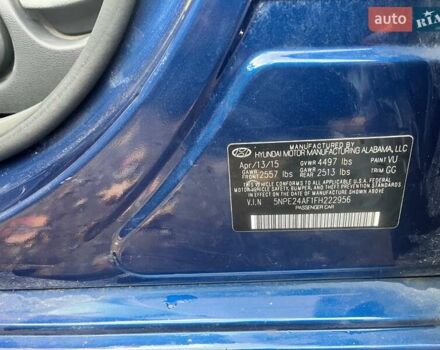 auto RIA
MANUFACTURED BY
HYUNDAI MOTOR MANUFACTURING ALABAMA, LLC
Apr/13/15 GVWR 4497 lbs PAINT VU
GAWR FRONT 2557 lbs GAWR REAR 2513 lbs TRIM GG
THIS VEHICLE CONFORMS TO ALL APPLICABLE U.S. FEDERAL
MOTOR VEHICLE SAFETY, BUMPER, AND THEFT PREVENTION
STANDARDS IN EFFECT ON THE DATE OF
MANUFACTURE SHOWN ABOVE.
V.I.N 5NPE24AF1FH222956
PASSENGER CAR